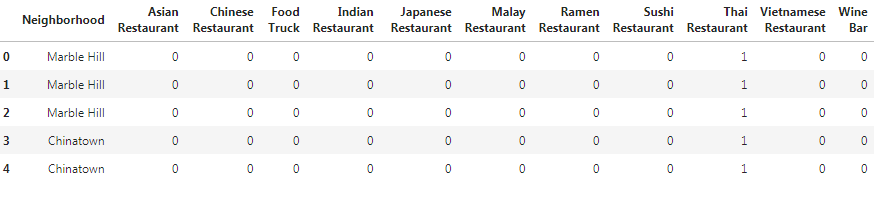 Neighborhood Asian Restaurant Chinese Restaurant Food Truck Indian Restaurant Japanese Restaurant Malay Restaurant Ramen Restaurant Sushi Restaurant Thai Restaurant Vietnamese Restaurant Wine Bar
0 Marble Hill 0 0 0 0 0 0 0 0 1 0 0
1 Marble Hill 0 0 0 0 0 0 0 0 1 0 0
2 Marble Hill 0 0 0 0 0 0 0 0 1 0 0
3 Chinatown 0 0 0 0 0 0 0 0 1 0 0
4 Chinatown 0 0 0 0 0 0 0 0 1 0 0